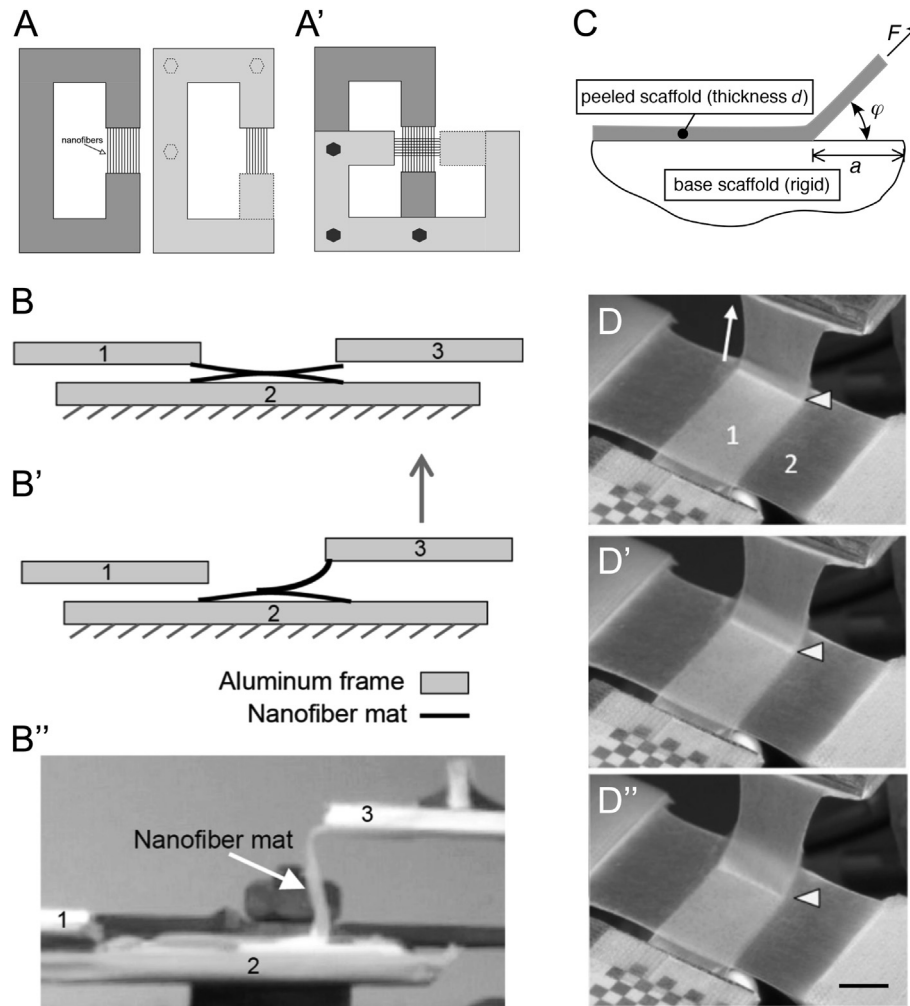 A
A'
C
nanofibers
F
peeled scaffold (thickness d)
φ
a
base scaffold (rigid)
B
1
3
2
B'
3
1
2
Aluminum frame
Nanofiber mat
B''
3
Nanofiber mat
1
2
D
1
2
D'
D''